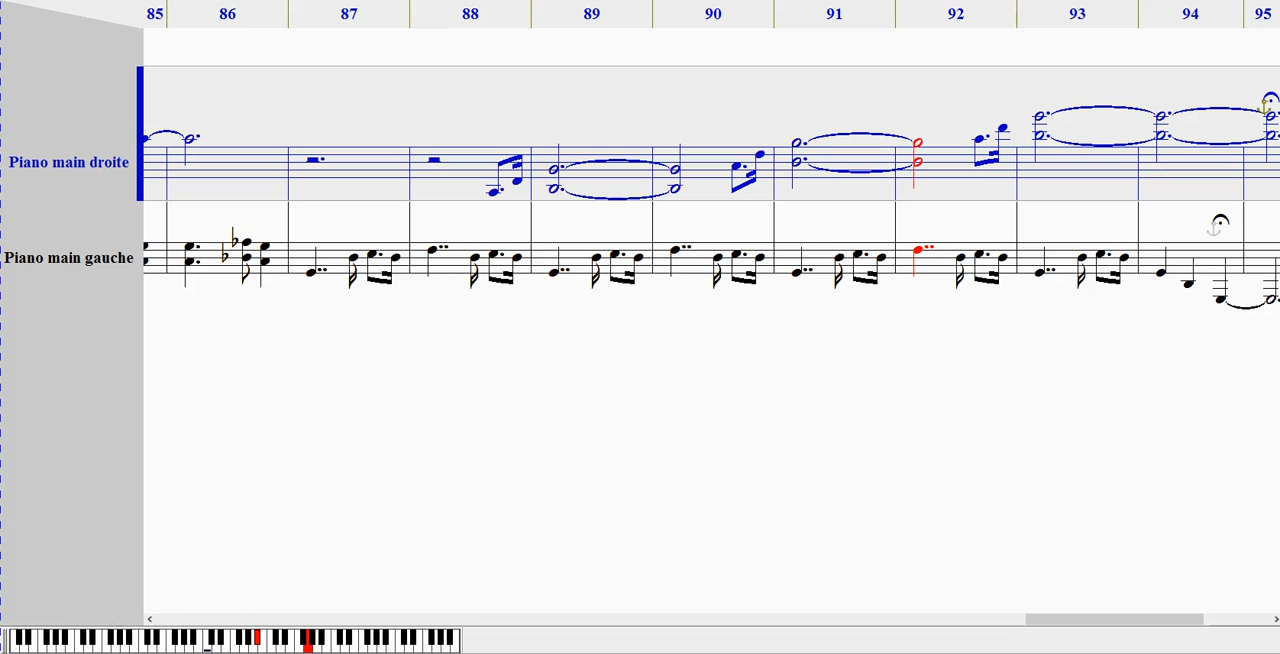 85 86 87 88 89 90 91 92 93 94 95
Piano main droite
Piano main gauche